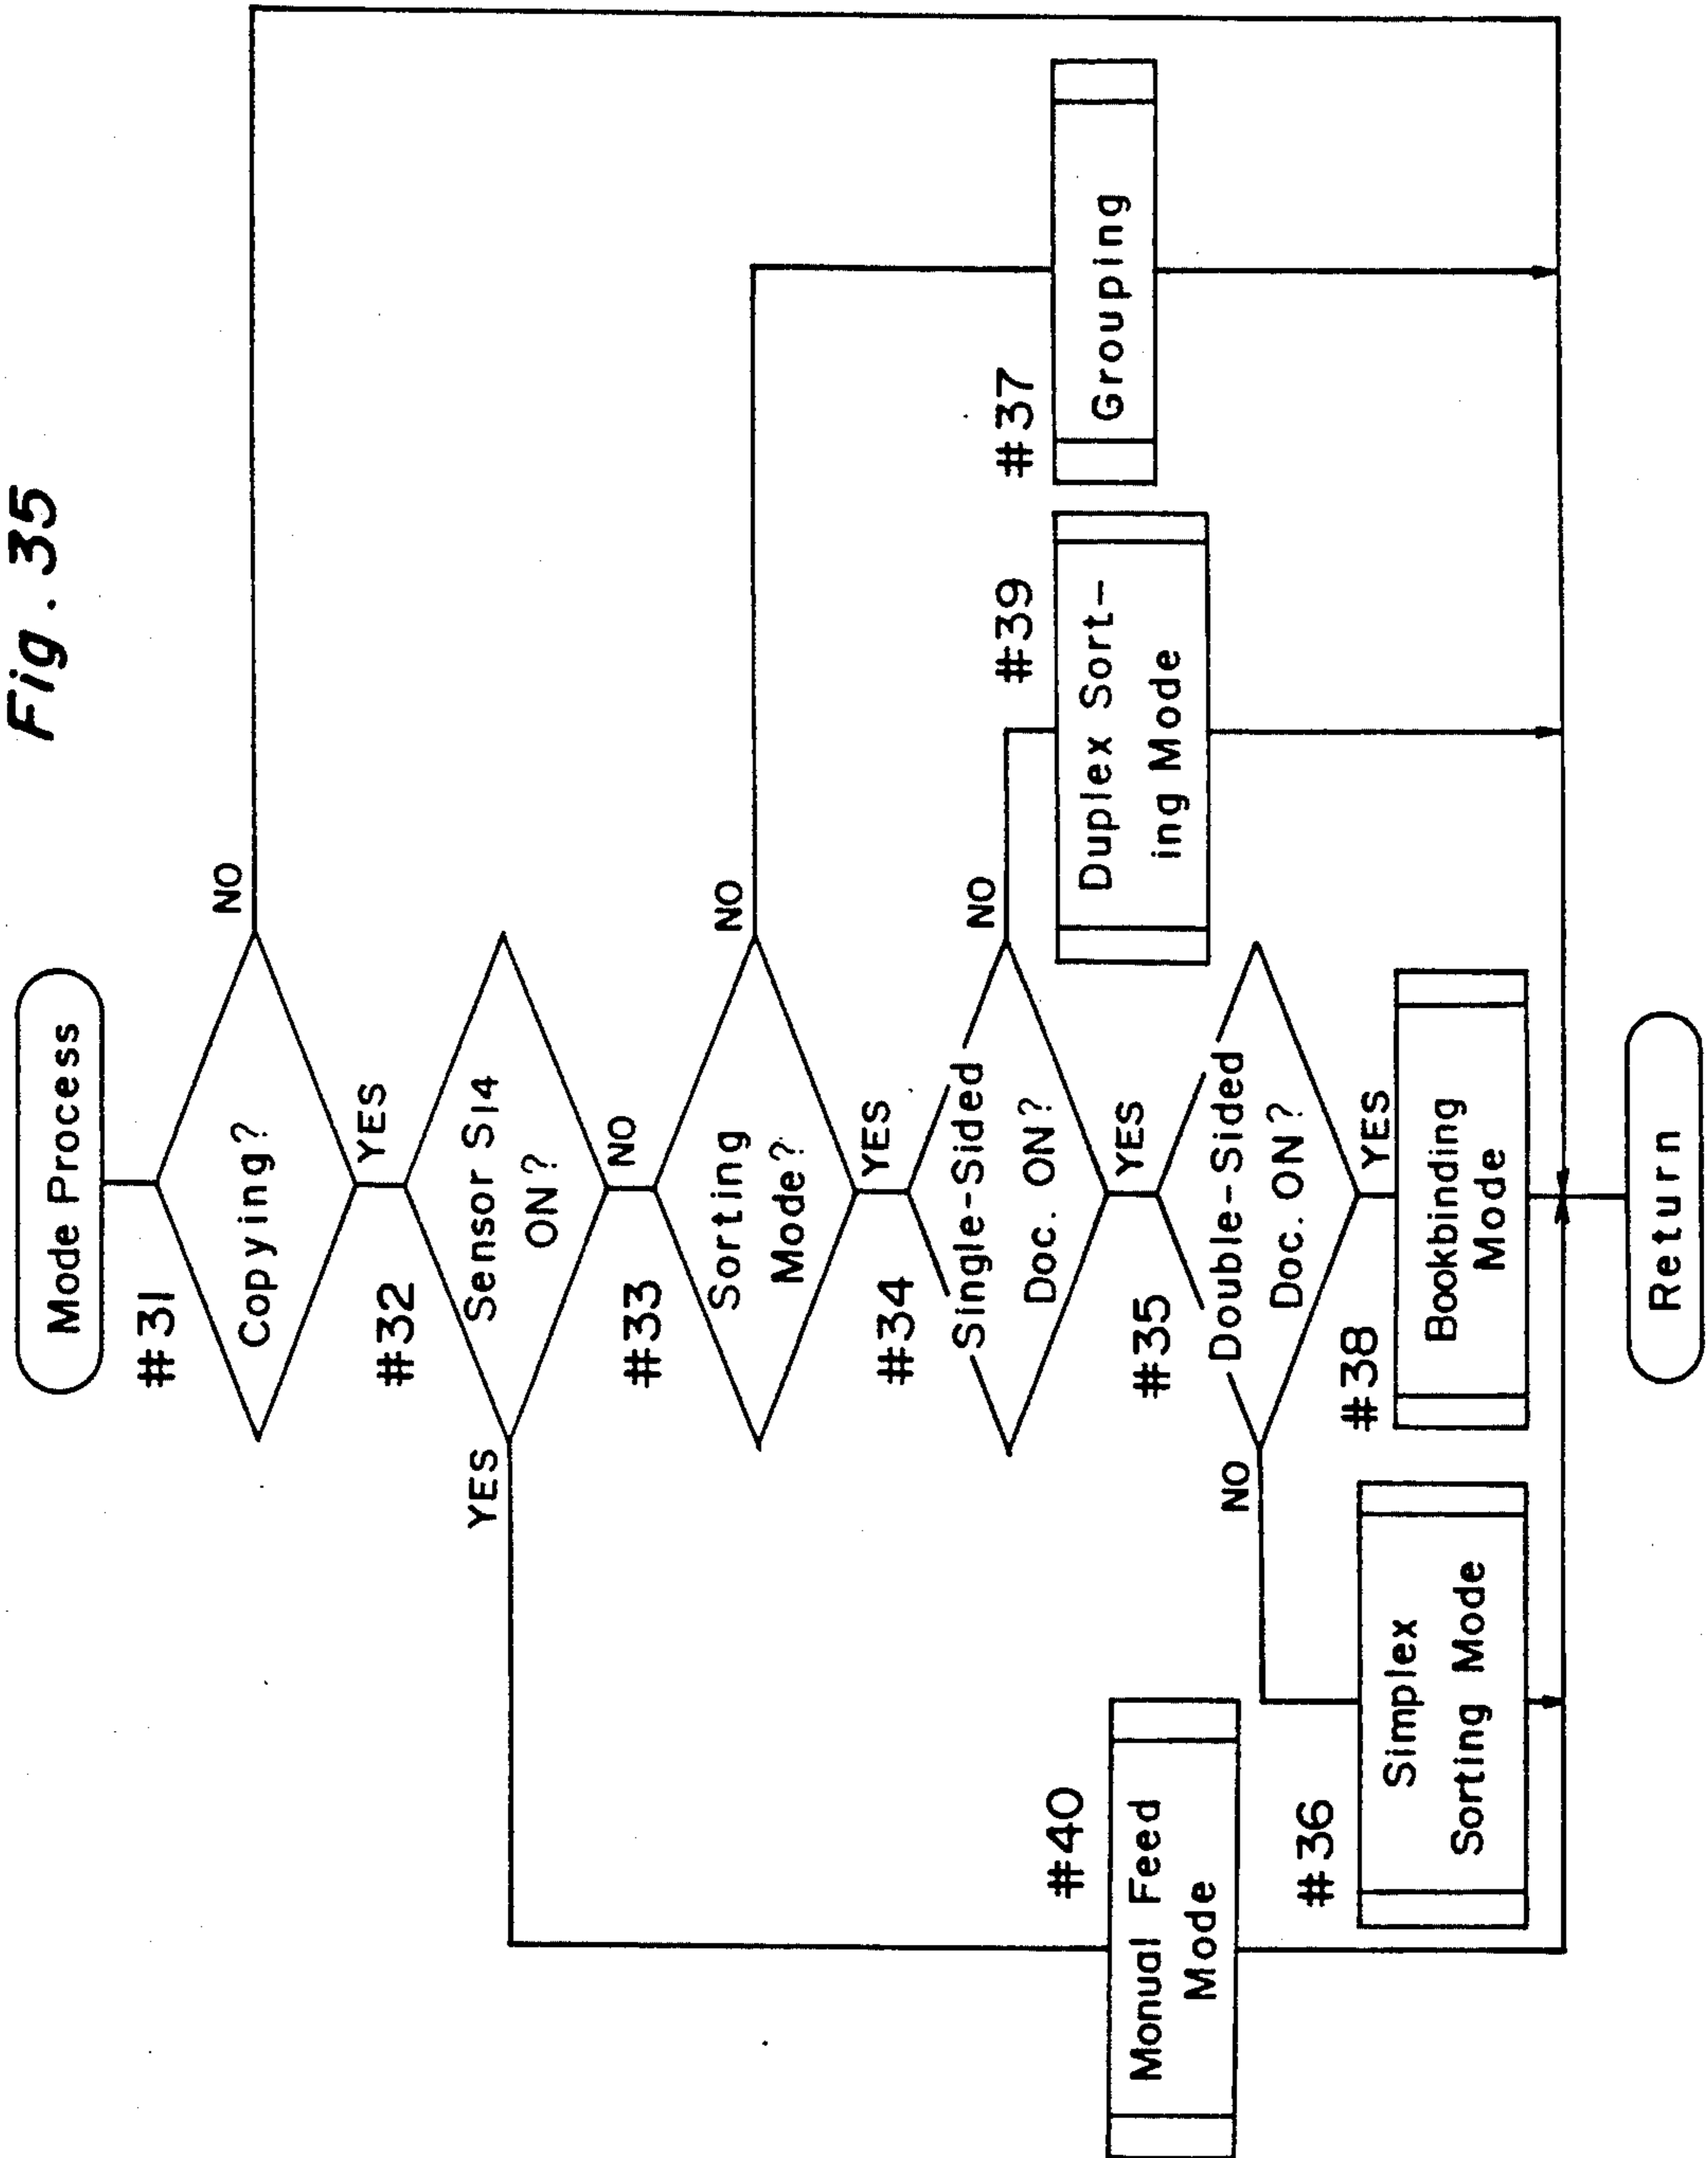 Fig. 35
Mode Process
#31
Copying?
NO
YES
#32
Sensor S14
ON?
YES
NO
#33
Sorting
Mode?
NO
YES
#34
Single-Sided
Doc. ON?
NO
YES
#35
Double-Sided
Doc. ON?
NO
YES
#37
Grouping
#39
Duplex Sort-
ing Mode
#40
Monual Feed
Mode
#36
Simplex
Sorting Mode
#38
Bookbinding
Mode
Return